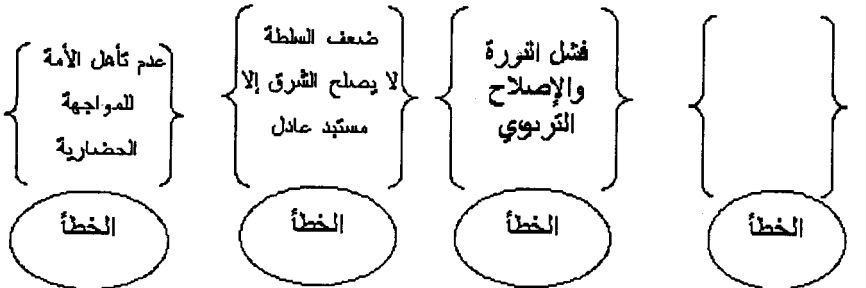 فشل الثورة
والإصلاح
التربوي
ضعف السلطة
لا يصلح الشرق إلا
مستبد عادل
عدم تأهل الأمة
للمواجهة
الحضارية
الخطأ
الخطأ
الخطأ
الخطأ